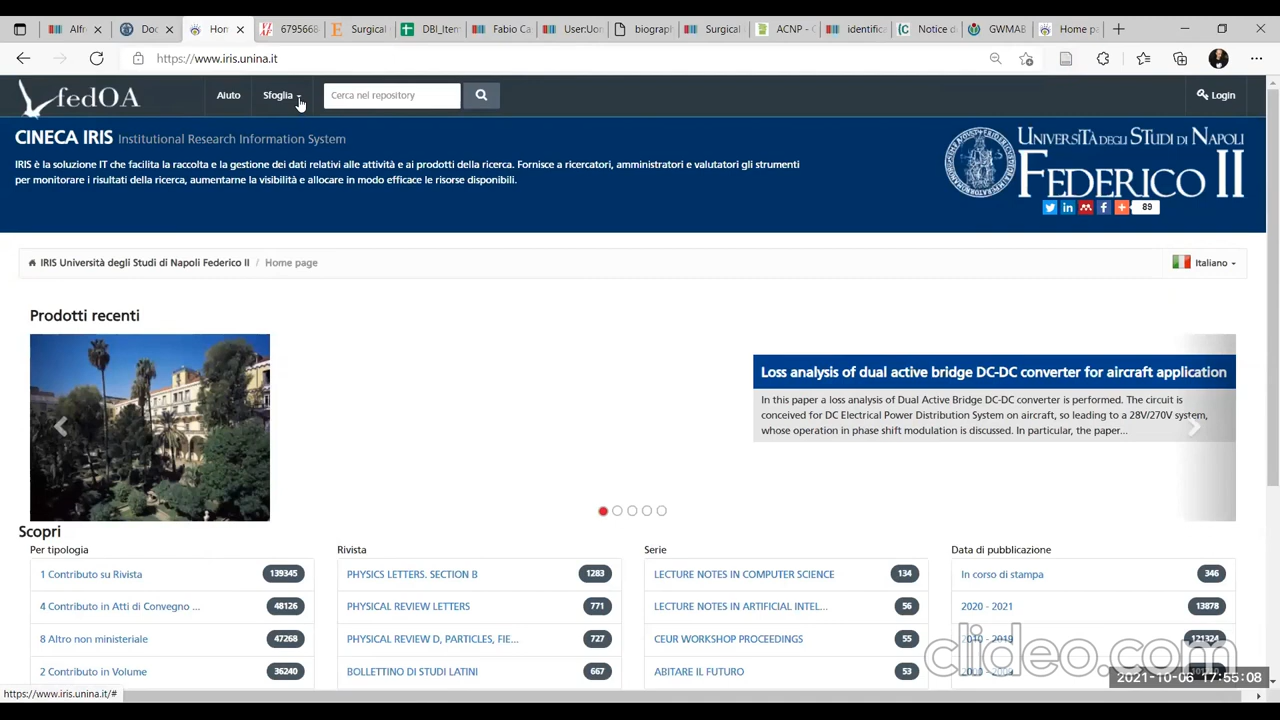 Alfr
Doc
Hom
6795668
Surgical
DBI_Item
Fabio Ca
User:Uon
biograph
Surgical
ACNP - C
identific
Notice d
GWMAB
Home pa
https://www.iris.unina.it
fedOA
Aiuto
Sfoglia
Cerca nel repository
Login
CINECA IRIS Institutional Research Information System
IRIS è la soluzione IT che facilita la raccolta e la gestione dei dati relativi alle attività e ai prodotti della ricerca. Fornisce a ricercatori, amministratori e valutatori gli strumenti
per monitorare i risultati della ricerca, aumentarne la visibilità e allocare in modo efficace le risorse disponibili.
UNIVERSITÀ DEGLI STUDI DI NAPOLI
FEDERICO II
89
IRIS Università degli Studi di Napoli Federico II / Home page
Italiano
Prodotti recenti
Loss analysis of dual active bridge DC-DC converter for aircraft application
In this paper a loss analysis of Dual Active Bridge DC-DC converter is performed. The circuit is
conceived for DC Electrical Power Distribution System on aircraft, so leading to a 28V/270V system,
whose operation in phase shift modulation is discussed. In particular, the paper...
Scopri
Per tipologia
1 Contributo su Rivista 139345
4 Contributo in Atti di Convegno ... 48126
8 Altro non ministeriale 47268
2 Contributo in Volume 36240
Rivista
PHYSICS LETTERS. SECTION B 1283
PHYSICAL REVIEW LETTERS 771
PHYSICAL REVIEW D, PARTICLES, FIE... 727
BOLLETTINO DI STUDI LATINI 667
Serie
LECTURE NOTES IN COMPUTER SCIENCE 134
LECTURE NOTES IN ARTIFICIAL INTEL... 56
CEUR WORKSHOP PROCEEDINGS 55
ABITARE IL FUTURO 53
Data di pubblicazione
In corso di stampa 346
2020 - 2021 13878
2010 - 2019 121324
clideo.com
https://www.iris.unina.it/#
2021-10-06 17:55:08